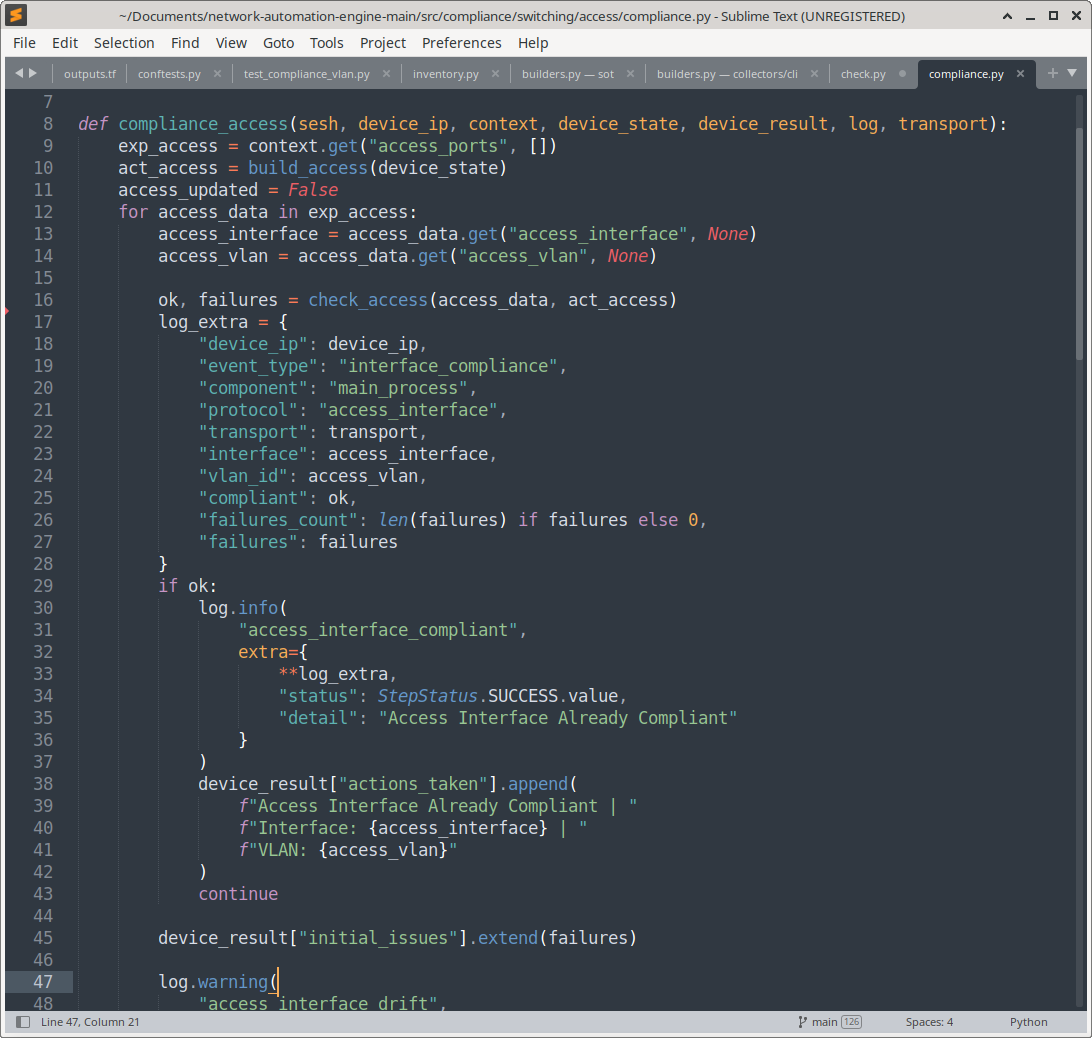 ~/Documents/network-automation-engine-main/src/compliance/switching/access/compliance.py - Sublime Text (UNREGISTERED)
File Edit Selection Find View Goto Tools Project Preferences Help
outputs.tf conftests.py test_compliance_vlan.py inventory.py builders.py — sot builders.py — collectors/cli check.py compliance.py
7
8 def compliance_access(sesh, device_ip, context, device_state, device_result, log, transport):
9     exp_access = context.get("access_ports", [])
10     act_access = build_access(device_state)
11     access_updated = False
12     for access_data in exp_access:
13         access_interface = access_data.get("access_interface", None)
14         access_vlan = access_data.get("access_vlan", None)
15
16         ok, failures = check_access(access_data, act_access)
17         log_extra = {
18             "device_ip": device_ip,
19             "event_type": "interface_compliance",
20             "component": "main_process",
21             "protocol": "access_interface",
22             "transport": transport,
23             "interface": access_interface,
24             "vlan_id": access_vlan,
25             "compliant": ok,
26             "failures_count": len(failures) if failures else 0,
27             "failures": failures
28         }
29         if ok:
30             log.info(
31                 "access_interface_compliant",
32                 extra={
33                     **log_extra,
34                     "status": StepStatus.SUCCESS.value,
35                     "detail": "Access Interface Already Compliant"
36                 }
37             )
38             device_result["actions_taken"].append(
39                 f"Access Interface Already Compliant | "
40                 f"Interface: {access_interface} | "
41                 f"VLAN: {access_vlan}"
42             )
43             continue
44
45         device_result["initial_issues"].extend(failures)
46
47         log.warning(
48             "access_interface_drift",
Line 47, Column 21 main 126 Spaces: 4 Python